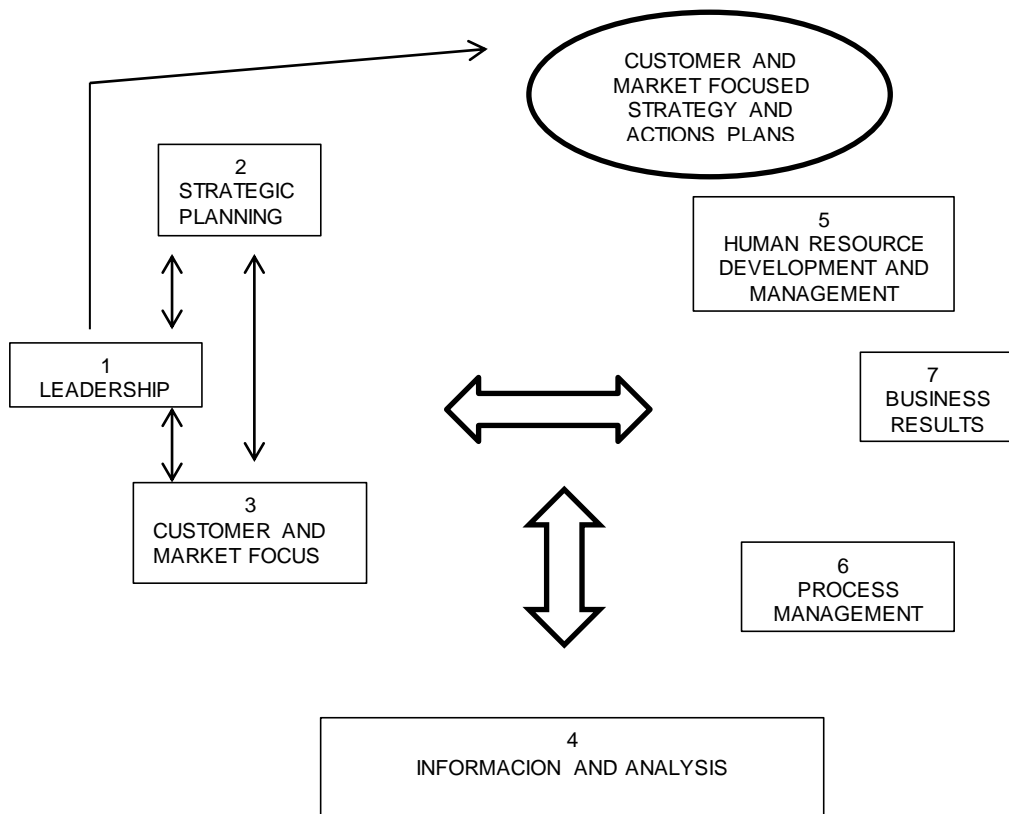 CUSTOMER AND
MARKET FOCUSED
STRATEGY AND
ACTIONS PLANS
2
STRATEGIC
PLANNING
5
HUMAN RESOURCE
DEVELOPMENT AND
MANAGEMENT
1
LEADERSHIP
7
BUSINESS
RESULTS
3
CUSTOMER AND
MARKET FOCUS
6
PROCESS
MANAGEMENT
4
INFORMACION AND ANALYSIS